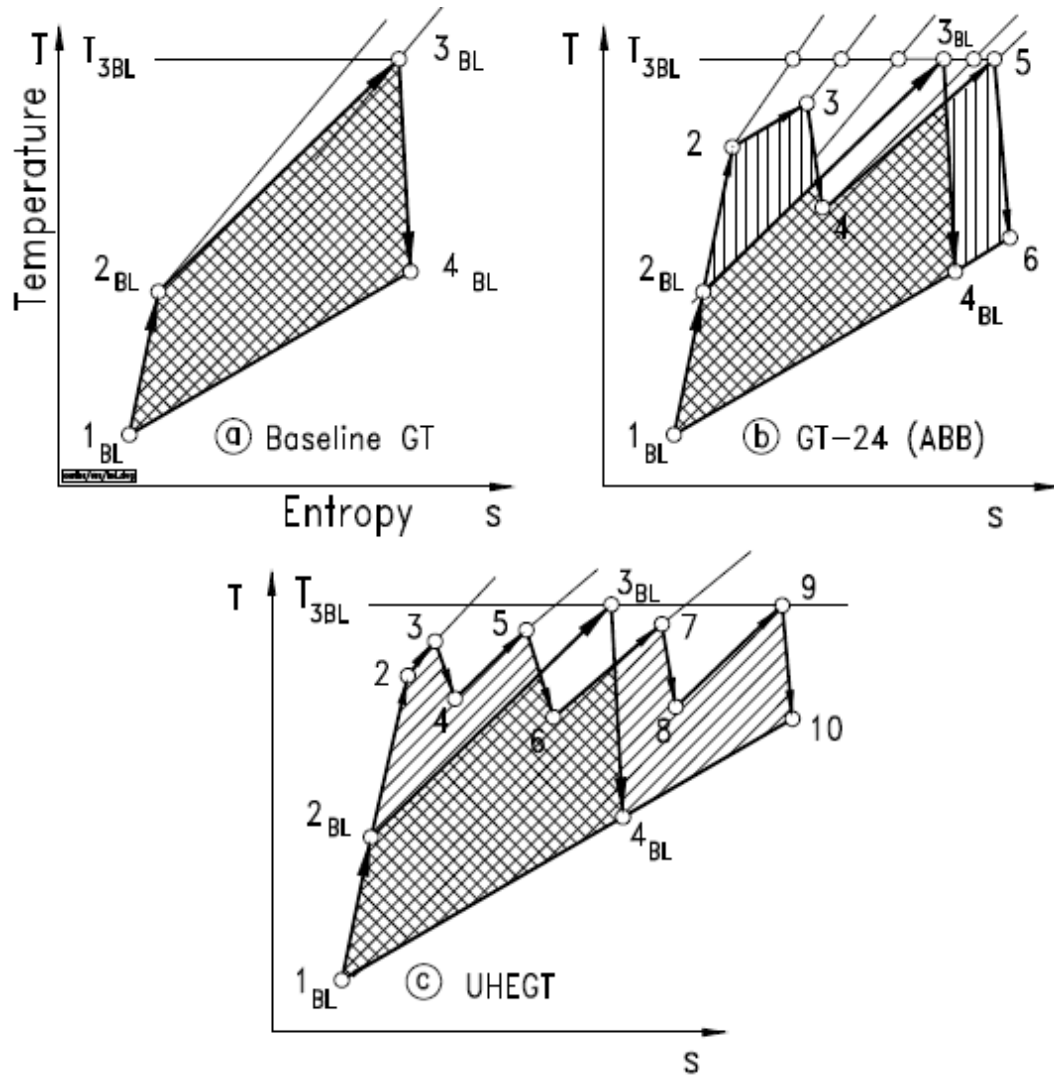 T T3BL 3BL
Temperature
2BL
4BL
1BL
ⓐ Baseline GT
Entropy S
T T3BL 3BL 5
3
2
4
2BL
6
4BL
1BL
ⓑ GT-24 (ABB)
S
T T3BL 3BL 9
3 5 7
2
4
6 8
10
2BL
4BL
1BL
ⓒ UHEGT
S